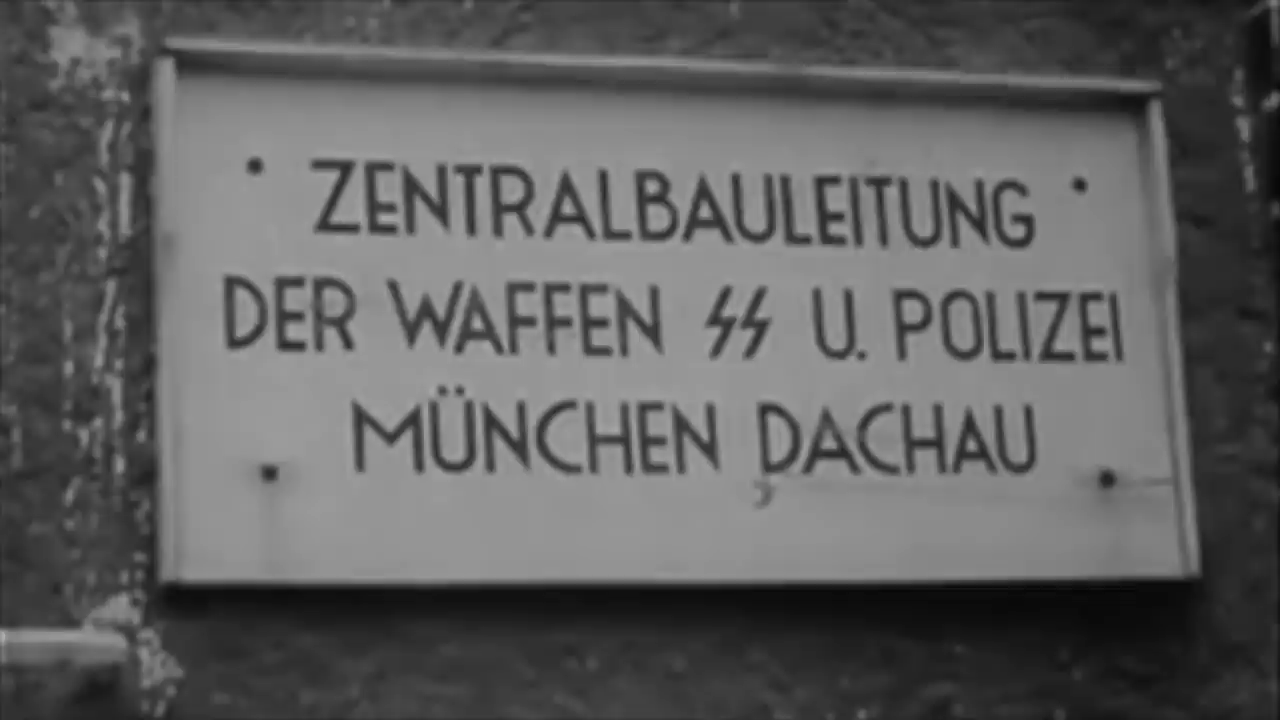 ZENTRALBAULEITUNG
DER WAFFEN ᛋᛋ U. POLIZEI
MÜNCHEN DACHAU